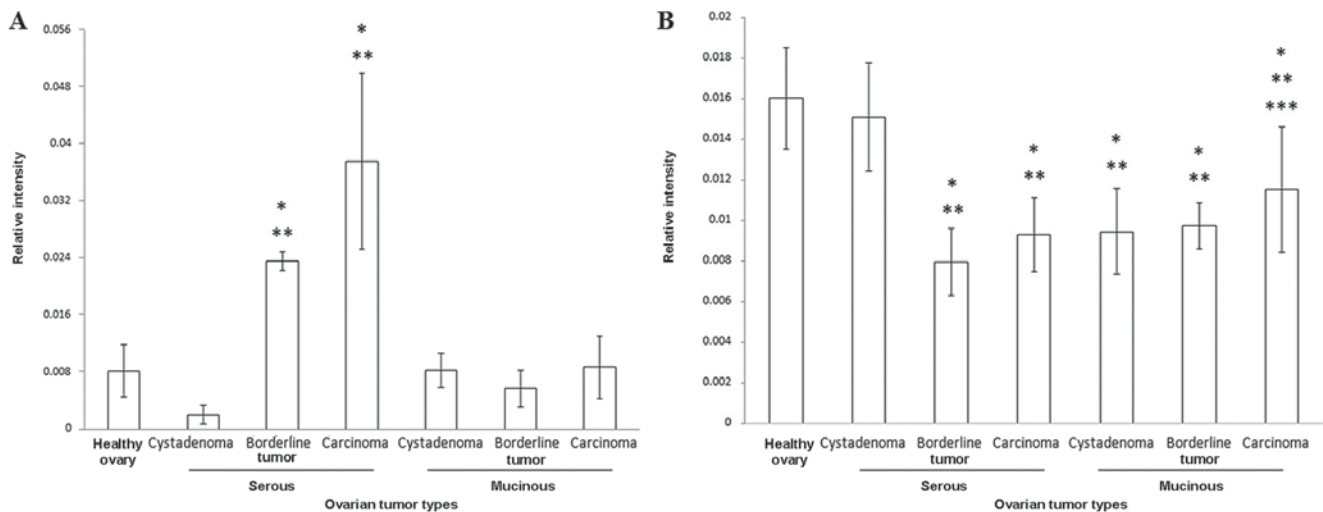 A
Relative intensity
0.056
0.048
0.04
0.032
0.024
0.016
0.008
0
*
**
*
**
Healthy ovary
Cystadenoma
Borderline tumor
Carcinoma
Cystadenoma
Borderline tumor
Carcinoma
Serous
Mucinous
Ovarian tumor types
B
Relative intensity
0.02
0.018
0.016
0.014
0.012
0.01
0.008
0.006
0.004
0.002
0
*
**
*
**
*
**
*
**
*
**
***
Healthy ovary
Cystadenoma
Borderline tumor
Carcinoma
Cystadenoma
Borderline tumor
Carcinoma
Serous
Mucinous
Ovarian tumor types